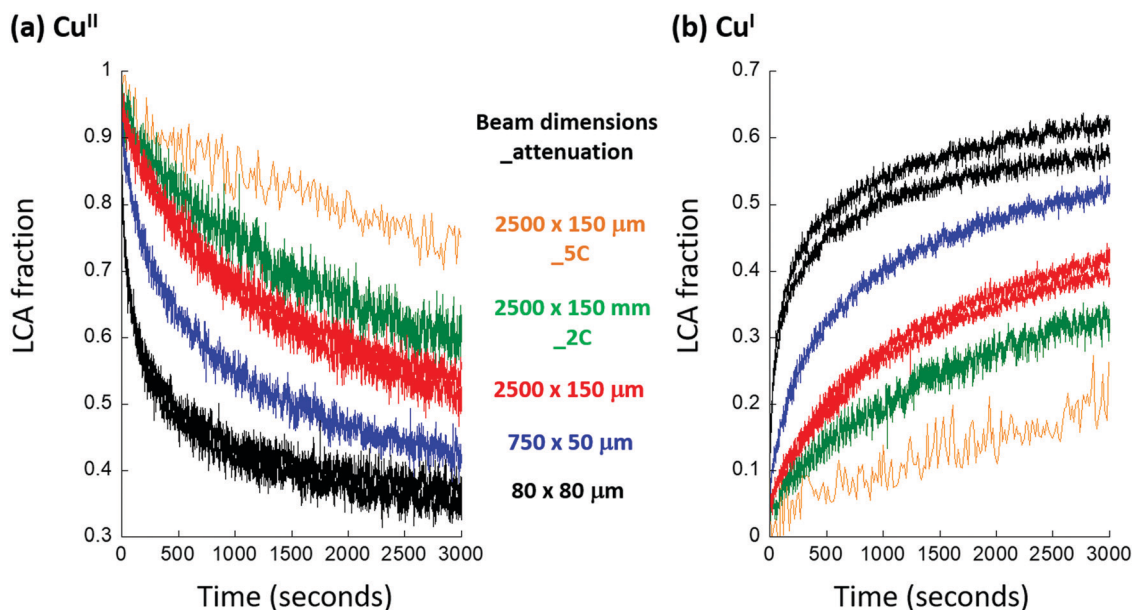 (a) Cu^II
LCA fraction
1
0.9
0.8
0.7
0.6
0.5
0.4
0.3
0 500 1000 1500 2000 2500 3000
Time (seconds)
Beam dimensions
_attenuation
2500 x 150 μm
_5C
2500 x 150 mm
_2C
2500 x 150 μm
750 x 50 μm
80 x 80 μm
(b) Cu^I
LCA fraction
0.7
0.6
0.5
0.4
0.3
0.2
0.1
0
0 500 1000 1500 2000 2500 3000
Time (seconds)